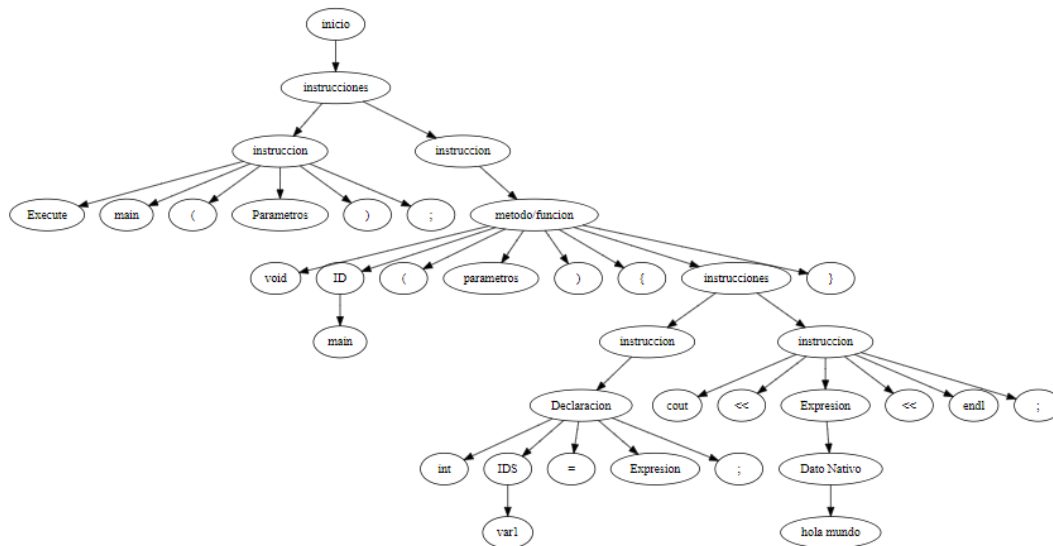 inicio
instrucciones
instruccion instruccion
Execute main ( Parametros ) ; metodo/funcion
void ID ( parametros ) { instrucciones }
main instruccion instruccion
Declaracion cout << Expresion << endl ;
int IDS = Expresion ; Dato Nativo
var1 hola mundo